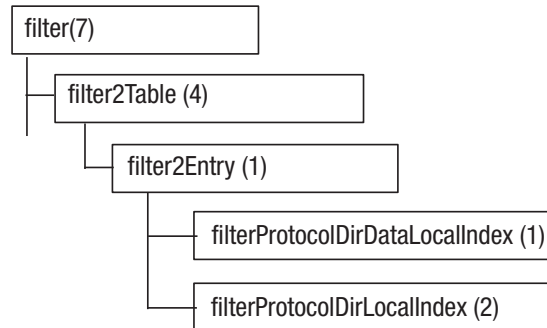 filter(7)
filter2Table (4)
filter2Entry (1)
filterProtocolDirDataLocalIndex (1)
filterProtocolDirLocalIndex (2)